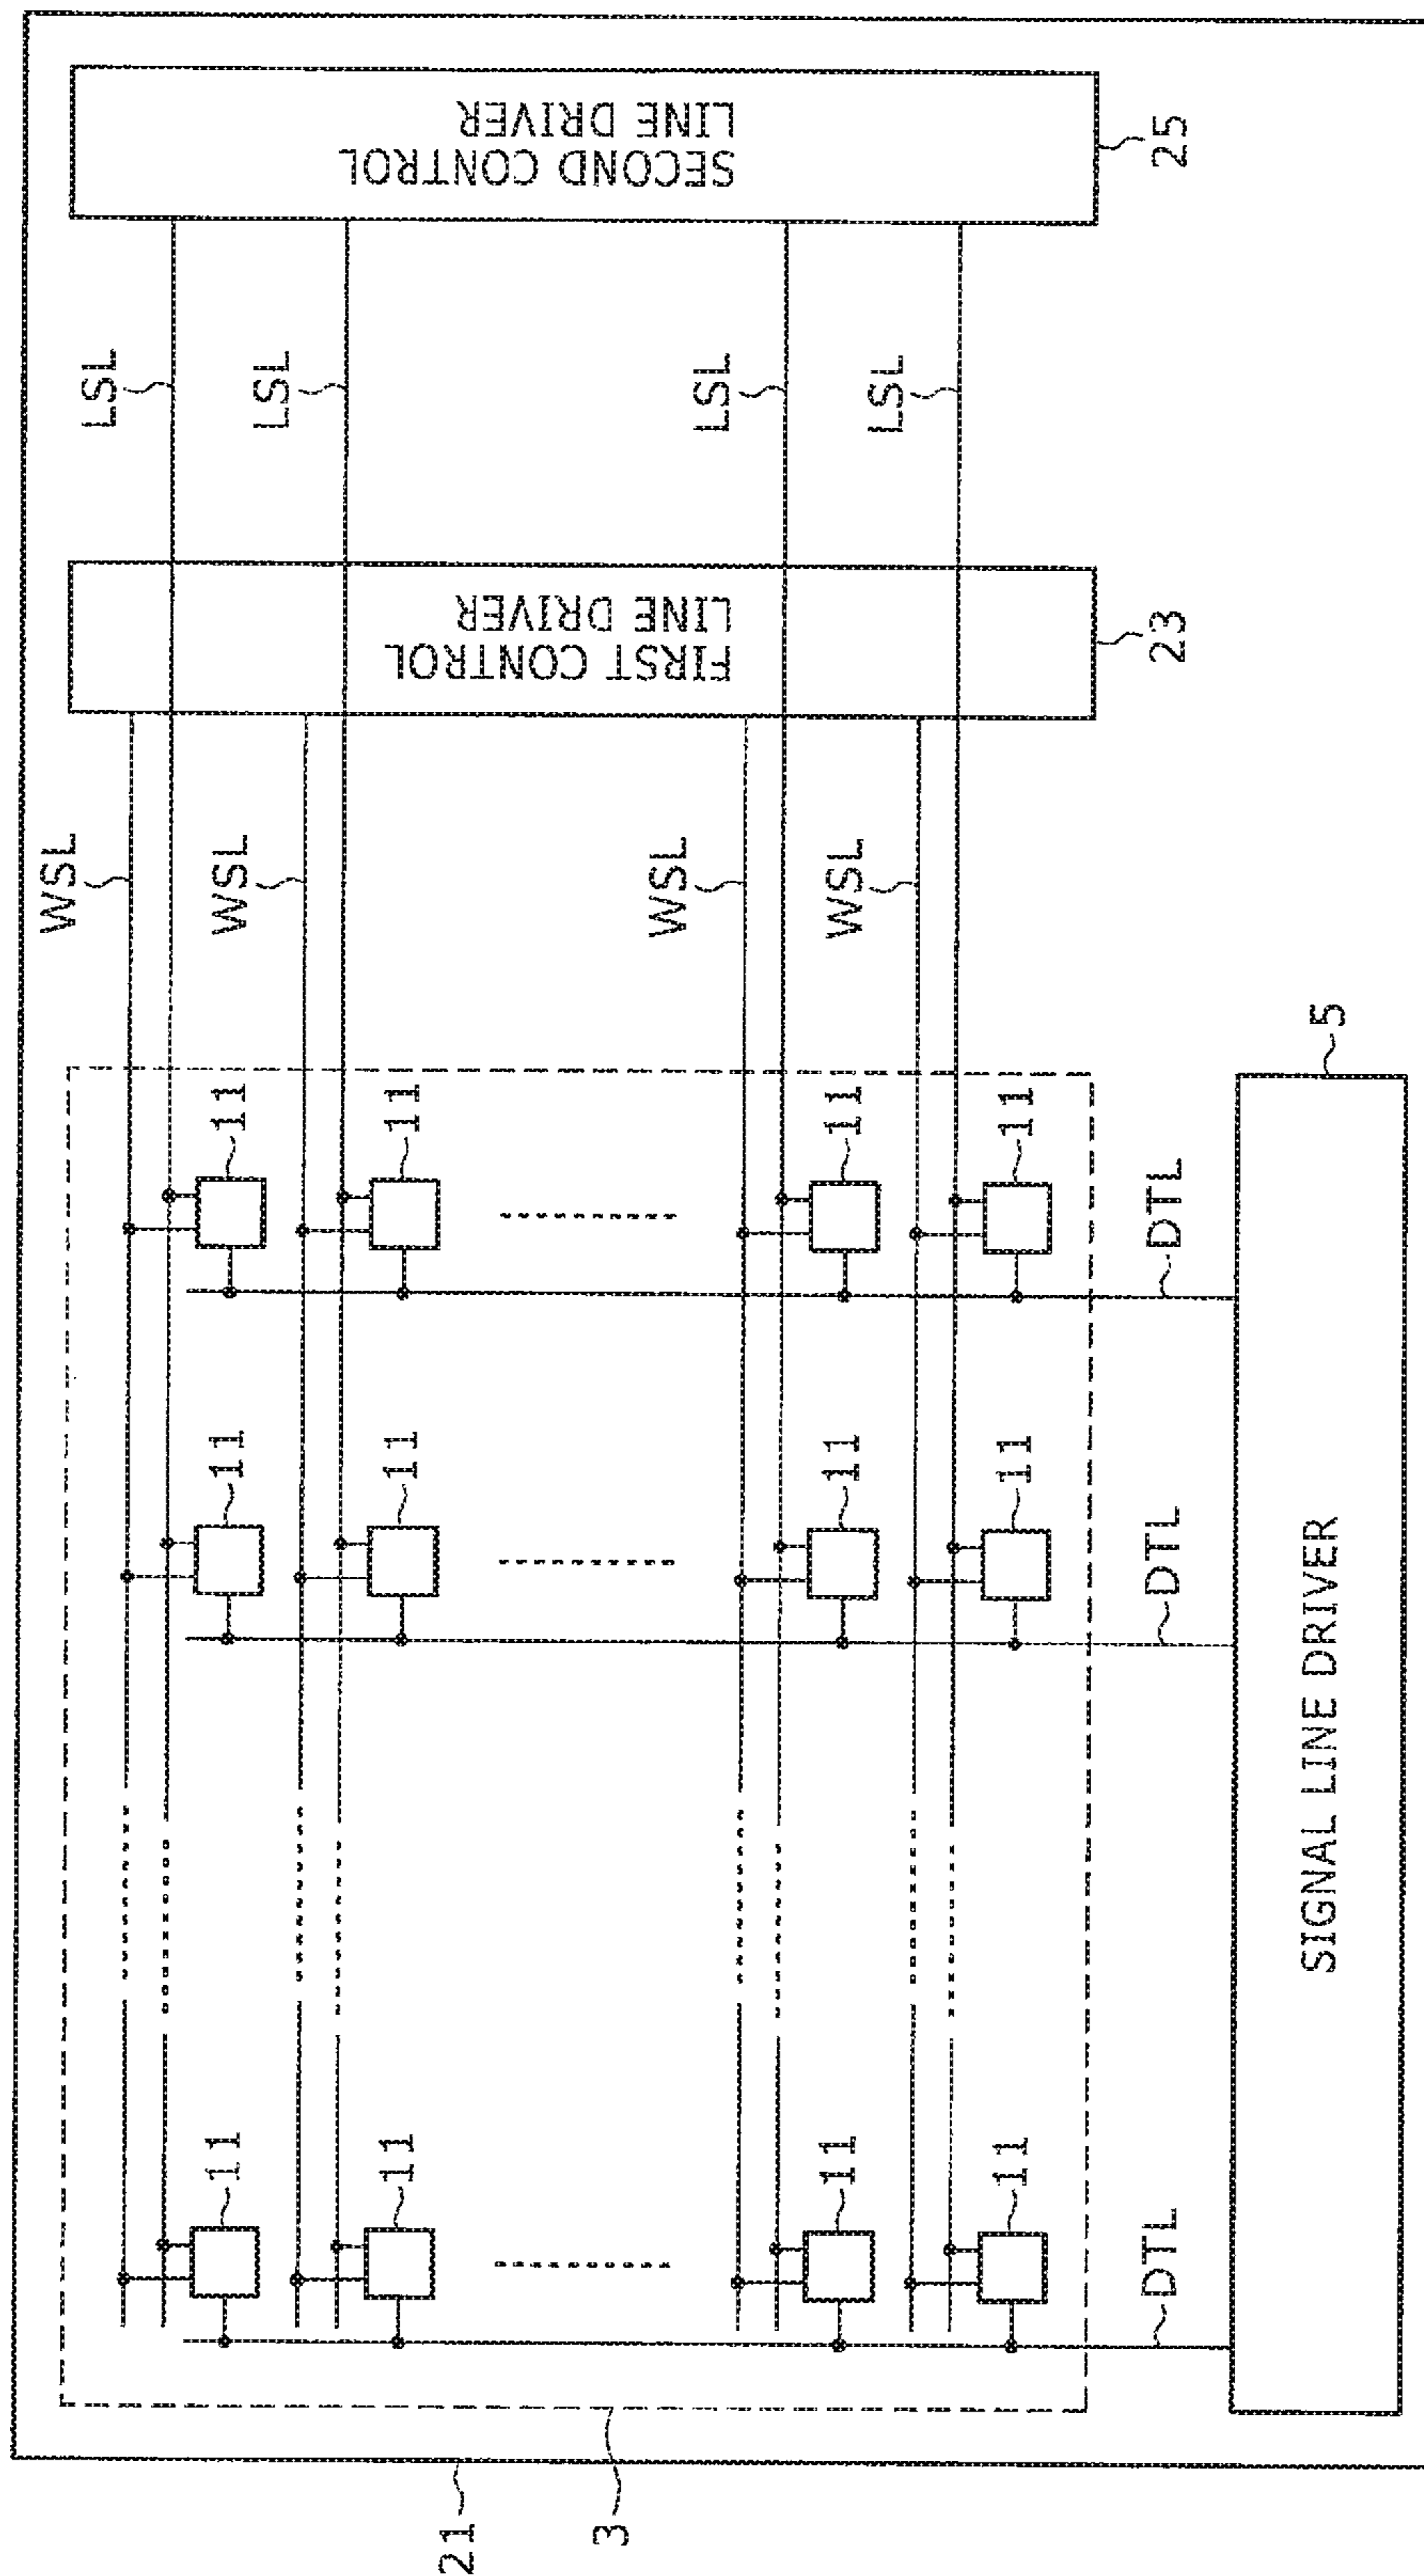 WSL
LSL
11
11
11
WSL
LSL
11
11
11
21
3
FIRST CONTROL
LINE DRIVER
SECOND CONTROL
LINE DRIVER
WSL
LSL
11
11
11
WSL
LSL
11
11
11
DTL
DTL
DTL
23
25
5
SIGNAL LINE DRIVER